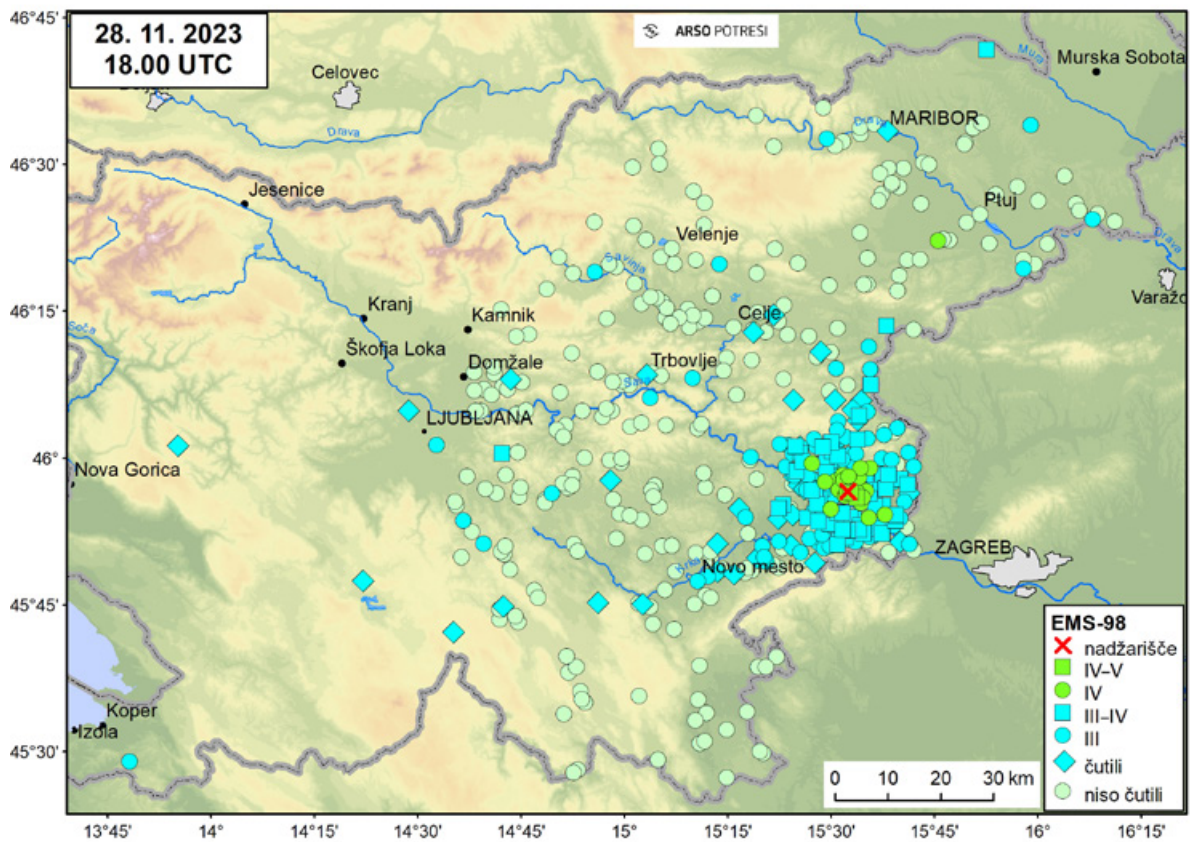 28. 11. 2023
18.00 UTC
ARSO POTRESI
46°45'
46°30'
46°15'
46°
45°45'
45°30'
Celovec
Murska Sobota
Mura
Drava
Drava
MARIBOR
Jesenice
Ptuj
Velenje
Savinja
Drava
Kranj
Kamnik
Celje
Varažd
Soča
Škofja Loka
Domžale
Trbovlje
Sava
LJUBLJANA
Nova Gorica
ZAGREB
Krka
Novo mesto
Koper
Izola
EMS-98
nadžarišče
IV–V
IV
III–IV
III
čutili
niso čutili
0 10 20 30 km
13°45' 14° 14°15' 14°30' 14°45' 15° 15°15' 15°30' 15°45' 16° 16°15'